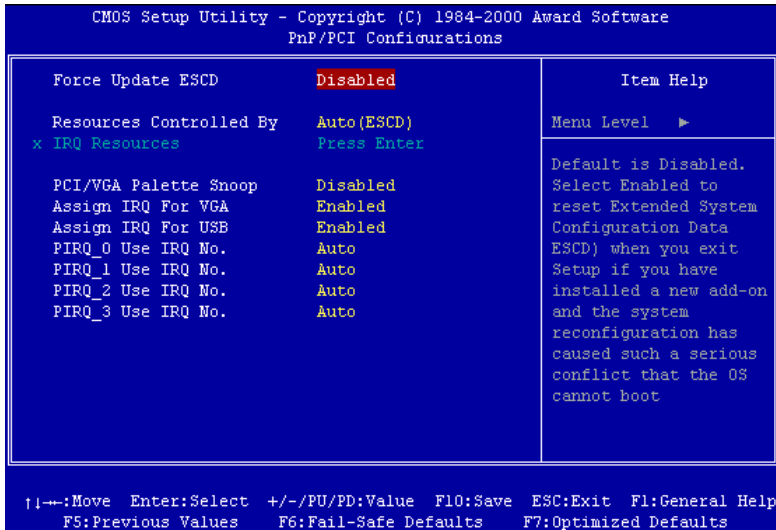 CMOS Setup Utility - Copyright (C) 1984-2000 Award Software
PnP/PCI Configurations
Force Update ESCD Disabled
Resources Controlled By Auto(ESCD)
x IRQ Resources Press Enter
PCI/VGA Palette Snoop Disabled
Assign IRQ For VGA Enabled
Assign IRQ For USB Enabled
PIRQ_0 Use IRQ No. Auto
PIRQ_1 Use IRQ No. Auto
PIRQ_2 Use IRQ No. Auto
PIRQ_3 Use IRQ No. Auto
Item Help
Menu Level ►
Default is Disabled.
Select Enabled to
reset Extended System
Configuration Data
ESCD) when you exit
Setup if you have
installed a new add-on
and the system
reconfiguration has
caused such a serious
conflict that the OS
cannot boot
↑↓→←:Move Enter:Select +/-/PU/PD:Value F10:Save ESC:Exit F1:General Help
F5:Previous Values F6:Fail-Safe Defaults F7:Optimized Defaults